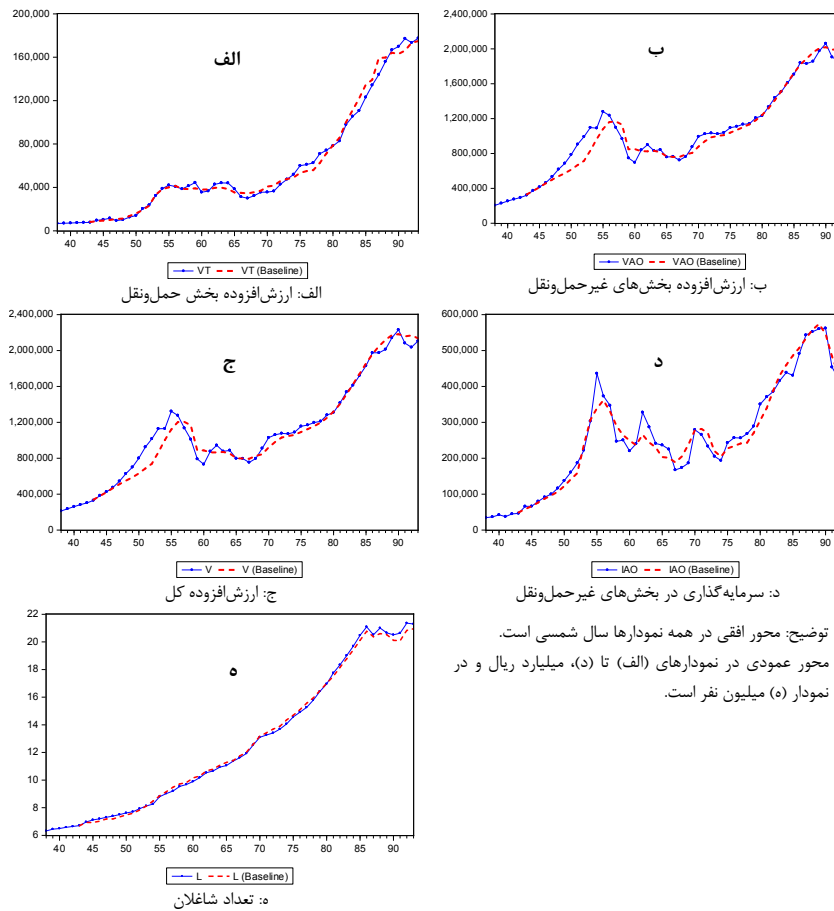 200,000
160,000
120,000
80,000
40,000
0
الف
40 45 50 55 60 65 70 75 80 85 90
VT VT (Baseline)
الف: ارزش‌افزوده بخش حمل‌ونقل
2,400,000
2,000,000
1,600,000
1,200,000
800,000
400,000
0
ب
40 45 50 55 60 65 70 75 80 85 90
VAO VAO (Baseline)
ب: ارزش‌افزوده بخش‌های غیرحمل‌ونقل
2,400,000
2,000,000
1,600,000
1,200,000
800,000
400,000
0
ج
40 45 50 55 60 65 70 75 80 85 90
V V (Baseline)
ج: ارزش‌افزوده کل
600,000
500,000
400,000
300,000
200,000
100,000
0
د
40 45 50 55 60 65 70 75 80 85 90
IAO IAO (Baseline)
د: سرمایه‌گذاری در بخش‌های غیرحمل‌ونقل
22
20
18
16
14
12
10
8
6
ه
40 45 50 55 60 65 70 75 80 85 90
L L (Baseline)
ه: تعداد شاغلان
توضیح: محور افقی در همه نمودارها سال شمسی است.
محور عمودی در نمودارهای (الف) تا (د)، میلیارد ریال و در
نمودار (ه) میلیون نفر است.